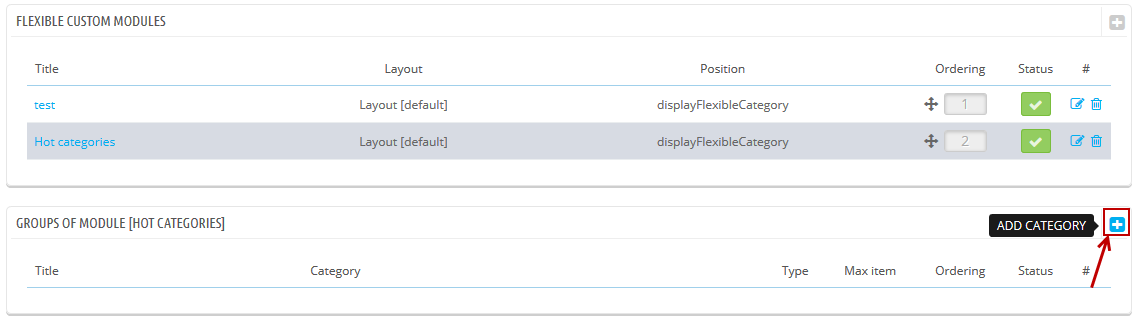 FLEXIBLE CUSTOM MODULES
Title Layout Position Ordering Status #
test Layout [default] displayFlexibleCategory 1
Hot categories Layout [default] displayFlexibleCategory 2
GROUPS OF MODULE [HOT CATEGORIES] ADD CATEGORY
Title Category Type Max item Ordering Status #